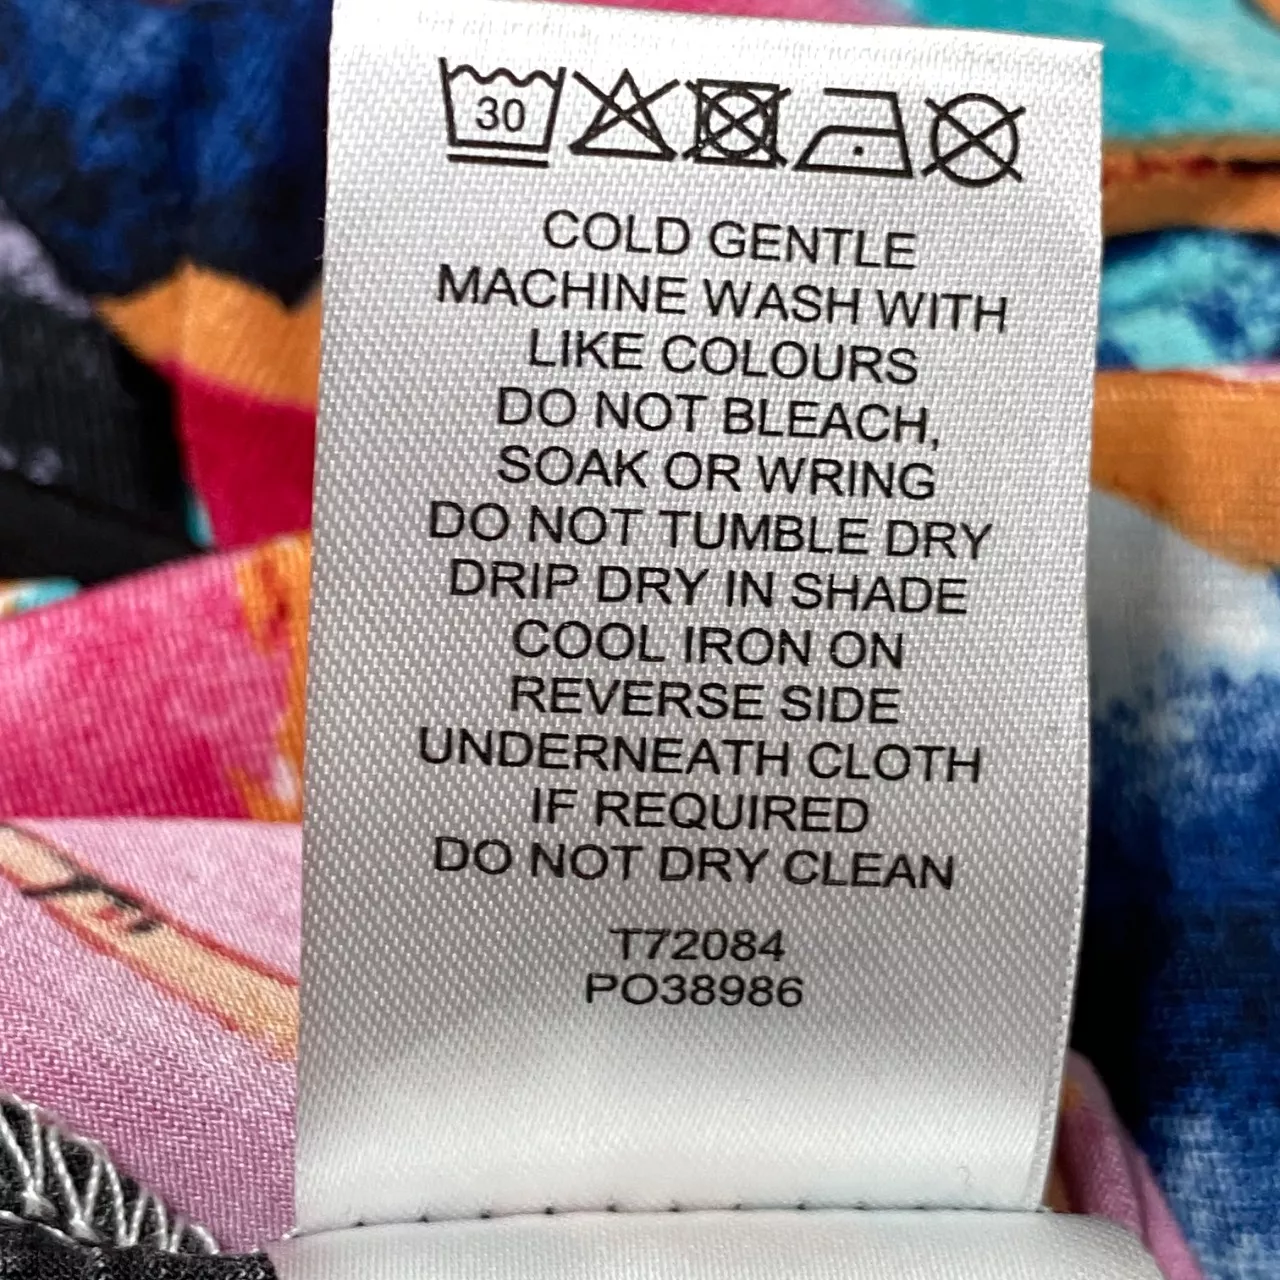 30
COLD GENTLE
MACHINE WASH WITH
LIKE COLOURS
DO NOT BLEACH,
SOAK OR WRING
DO NOT TUMBLE DRY
DRIP DRY IN SHADE
COOL IRON ON
REVERSE SIDE
UNDERNEATH CLOTH
IF REQUIRED
DO NOT DRY CLEAN
T72084
PO38986